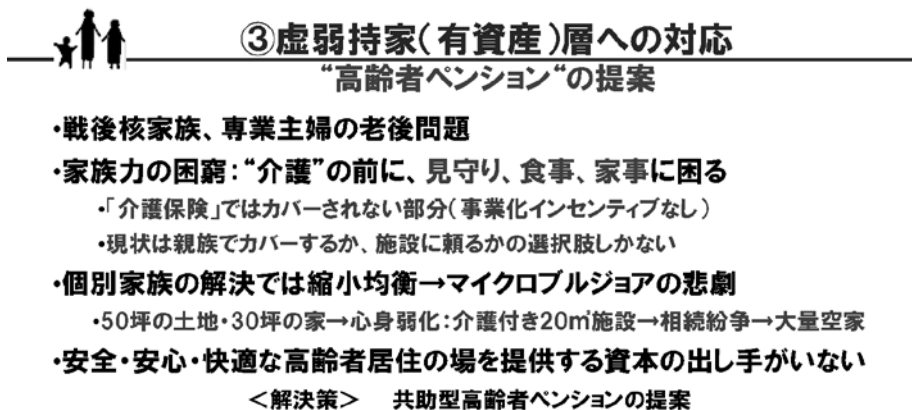 ③虚弱持家(有資産)層への対応
“高齢者ペンション“の提案
・戦後核家族、専業主婦の老後問題
・家族力の困窮：“介護”の前に、見守り、食事、家事に困る
・「介護保険」ではカバーされない部分(事業化インセンティブなし)
・現状は親族でカバーするか、施設に頼るかの選択肢しかない
・個別家族の解決では縮小均衡→マイクロブルジョアの悲劇
・50坪の土地・30坪の家→心身弱化：介護付き20㎡施設→相続紛争→大量空家
・安全・安心・快適な高齢者居住の場を提供する資本の出し手がいない
＜解決策＞　共助型高齢者ペンションの提案